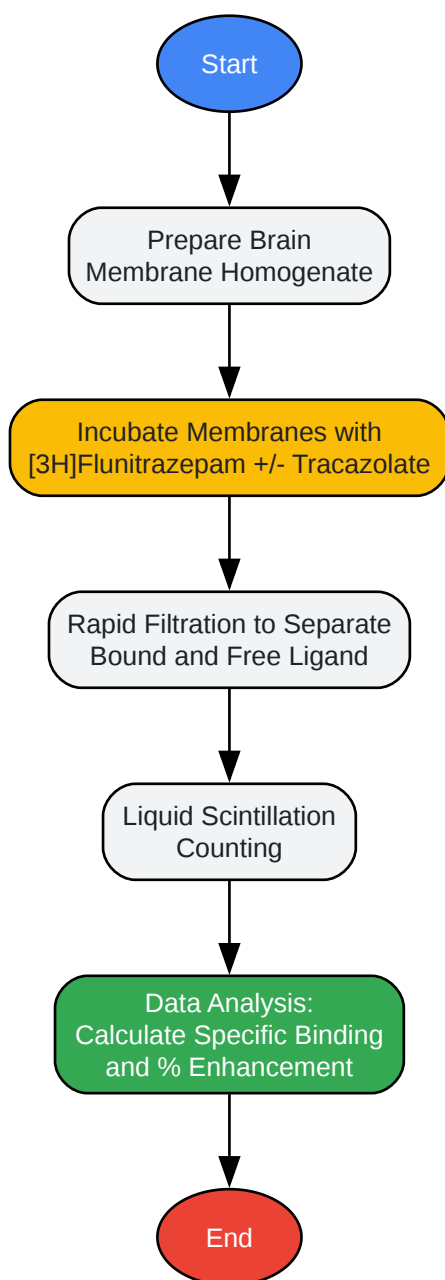 Start
Prepare Brain
Membrane Homogenate
Incubate Membranes with
[3H]Flunitrazepam +/- Tracazolate
Rapid Filtration to Separate
Bound and Free Ligand
Liquid Scintillation
Counting
Data Analysis:
Calculate Specific Binding
and % Enhancement
End